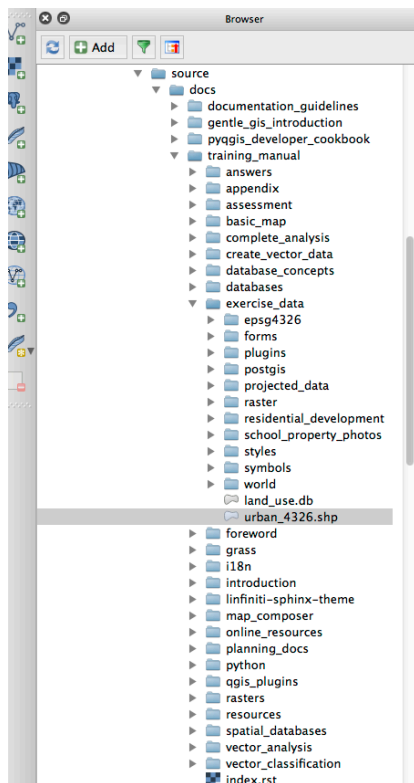 Browser
Add
source
docs
documentation_guidelines
gentle_gis_introduction
pyqgis_developer_cookbook
training_manual
answers
appendix
assessment
basic_map
complete_analysis
create_vector_data
database_concepts
databases
exercise_data
epsg4326
forms
plugins
postgis
projected_data
raster
residential_development
school_property_photos
styles
symbols
world
land_use.db
urban_4326.shp
foreword
grass
i18n
introduction
linfiniti-sphinx-theme
map_composer
online_resources
planning_docs
python
qgis_plugins
rasters
resources
spatial_databases
vector_analysis
vector_classification
index.rst